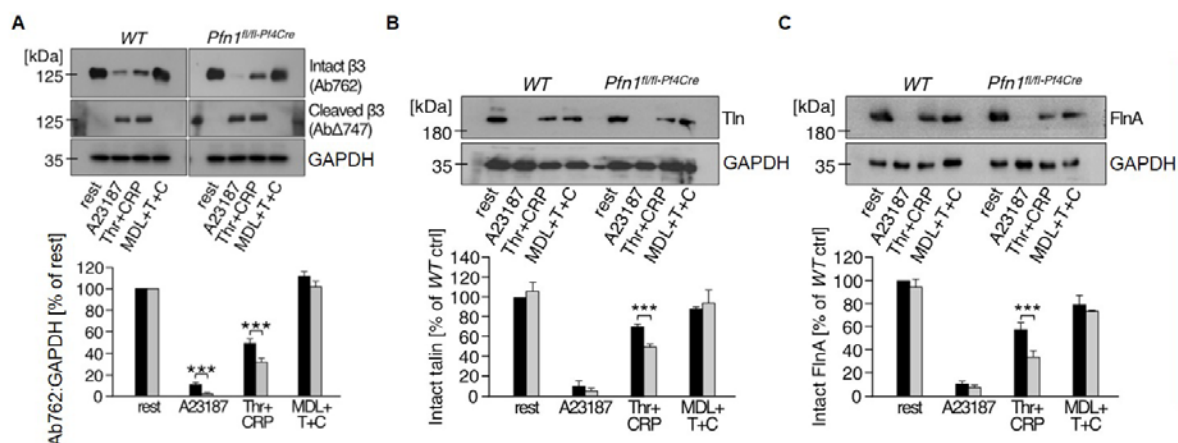 A
WT Pfn1fl/fl-Pf4Cre
[kDa]
125
Intact β3
(Ab762)
125
Cleaved β3
(AbΔ747)
35
GAPDH
rest
A23187
Thr+CRP
MDL+T+C
rest
A23187
Thr+CRP
MDL+T+C
Ab762:GAPDH [% of rest]
120
100
80
60
40
20
0
***
***
rest A23187 Thr+ MDL+
CRP T+C
B
WT Pfn1fl/fl-Pf4Cre
[kDa]
180
Tln
35
GAPDH
rest
A23187
Thr+CRP
MDL+T+C
rest
A23187
Thr+CRP
MDL+T+C
Intact talin [% of WT ctrl]
140
120
100
80
60
40
20
0
***
rest A23187 Thr+ MDL+
CRP T+C
C
WT Pfn1fl/fl-Pf4Cre
[kDa]
180
FlnA
35
GAPDH
rest
A23187
Thr+CRP
MDL+T+C
rest
A23187
Thr+CRP
MDL+T+C
Intact FlnA [% of WT ctrl]
120
100
80
60
40
20
0
***
rest A23187 Thr+ MDL+
CRP T+C